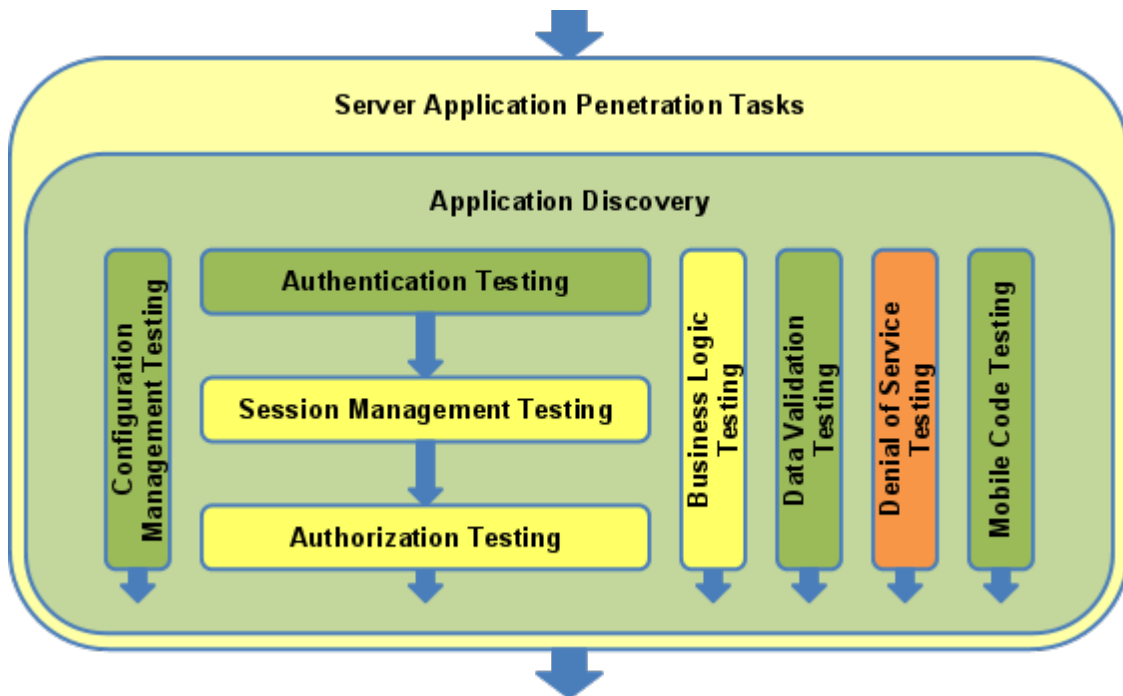 Server Application Penetration Tasks
Application Discovery
Configuration
Management Testing
Authentication Testing
Session Management Testing
Authorization Testing
Business Logic
Testing
Data Validation
Testing
Denial of Service
Testing
Mobile Code Testing